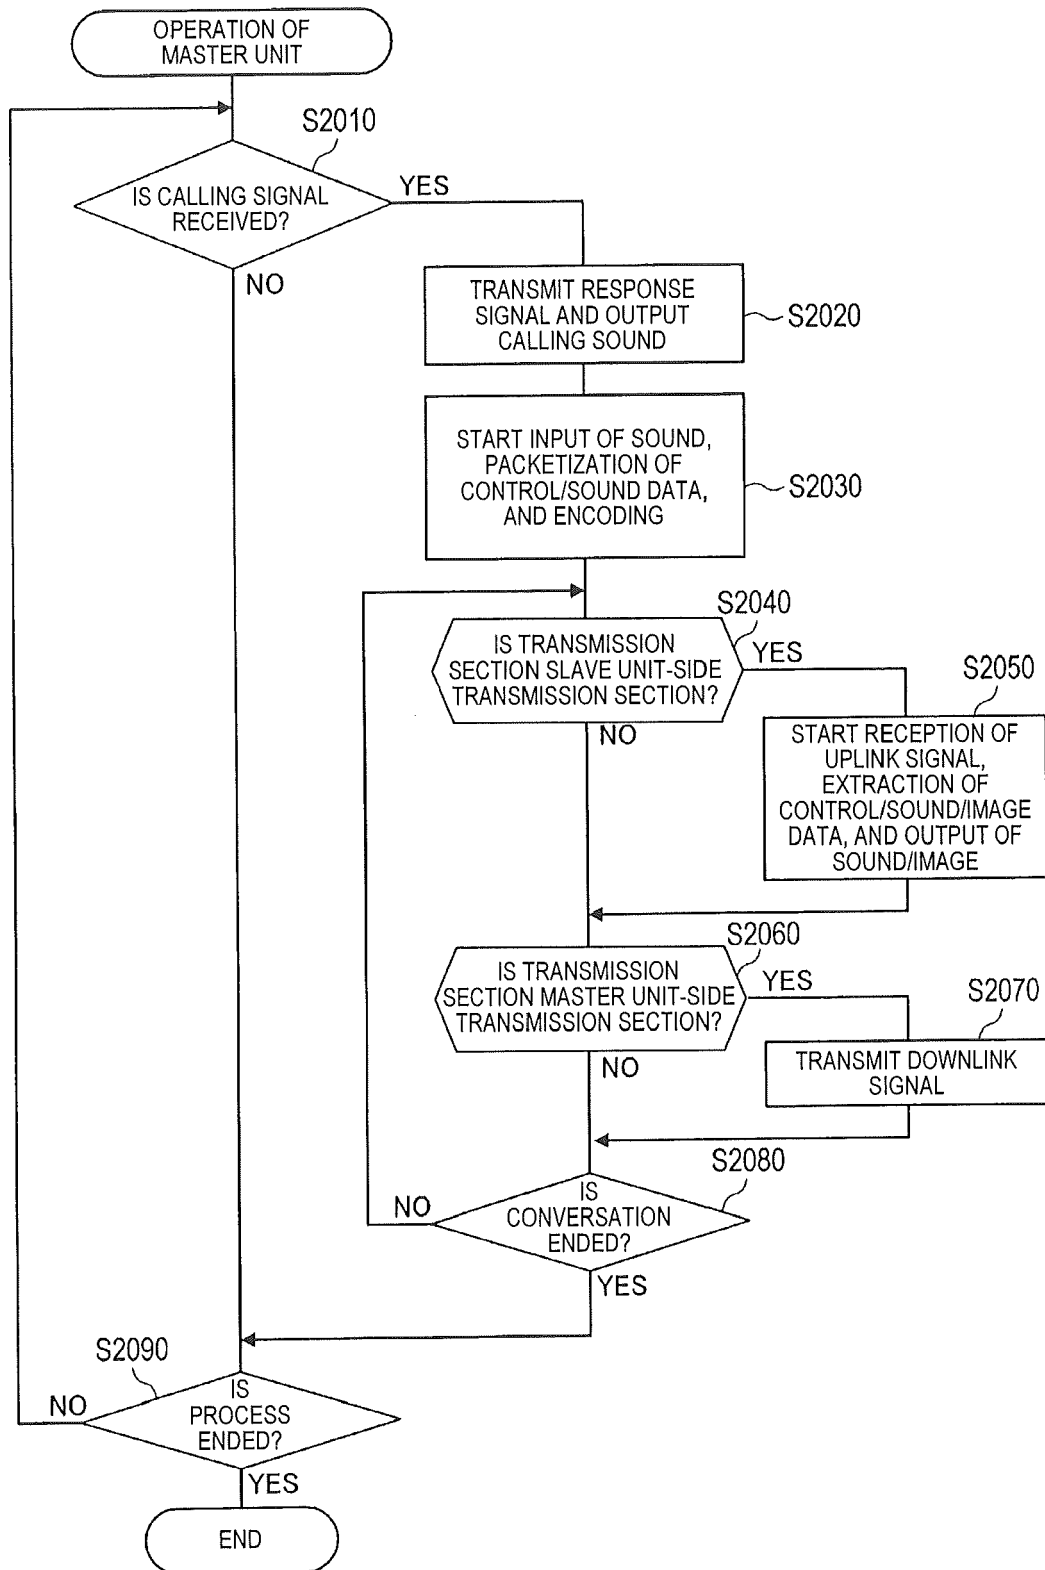 OPERATION OF
MASTER UNIT
S2010
IS CALLING SIGNAL
RECEIVED?
YES
NO
TRANSMIT RESPONSE
SIGNAL AND OUTPUT
CALLING SOUND
S2020
START INPUT OF SOUND,
PACKETIZATION OF
CONTROL/SOUND DATA,
AND ENCODING
S2030
S2040
IS TRANSMISSION
SECTION SLAVE UNIT-SIDE
TRANSMISSION SECTION?
YES
NO
S2050
START RECEPTION OF
UPLINK SIGNAL,
EXTRACTION OF
CONTROL/SOUND/IMAGE
DATA, AND OUTPUT OF
SOUND/IMAGE
S2060
IS TRANSMISSION
SECTION MASTER UNIT-SIDE
TRANSMISSION SECTION?
YES
NO
S2070
TRANSMIT DOWNLINK
SIGNAL
S2080
IS
CONVERSATION
ENDED?
NO
YES
S2090
IS
PROCESS
ENDED?
NO
YES
END